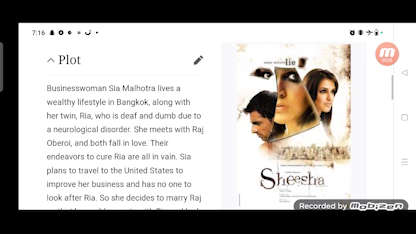 7:16
Plot
Businesswoman Sia Malhotra lives a
wealthy lifestyle in Bangkok, along with
her twin, Ria, who is deaf and dumb due to
a neurological disorder. She meets with Raj
Oberoi, and both fall in love. Their
endeavors to cure Ria are all in vain. Sia
plans to travel to the United States to
improve her business and has no one to
look after Ria. So she decides to marry Raj
lie
Sheesha
Recorded by mobizen